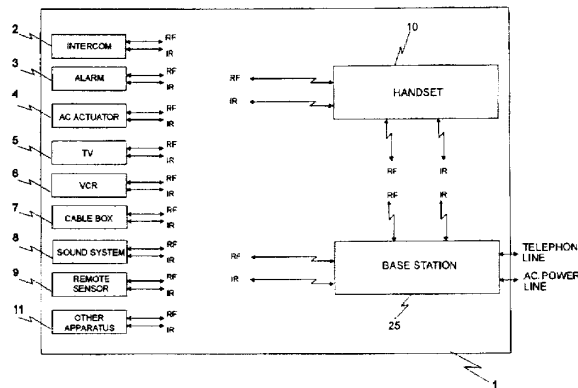 2
INTERCOM
RF
IR
3
ALARM
RF
IR
4
AC ACTUATOR
RF
IR
5
TV
RF
IR
6
VCR
RF
IR
7
CABLE BOX
RF
IR
8
SOUND SYSTEM
RF
IR
9
REMOTE
SENSOR
RF
IR
11
OTHER
APPARATUS
RF
IR
10
RF
IR
HANDSET
RF
IR
RF
IR
RF
IR
BASE STATION
25
TELEPHON
LINE
AC.POWER
LINE
1